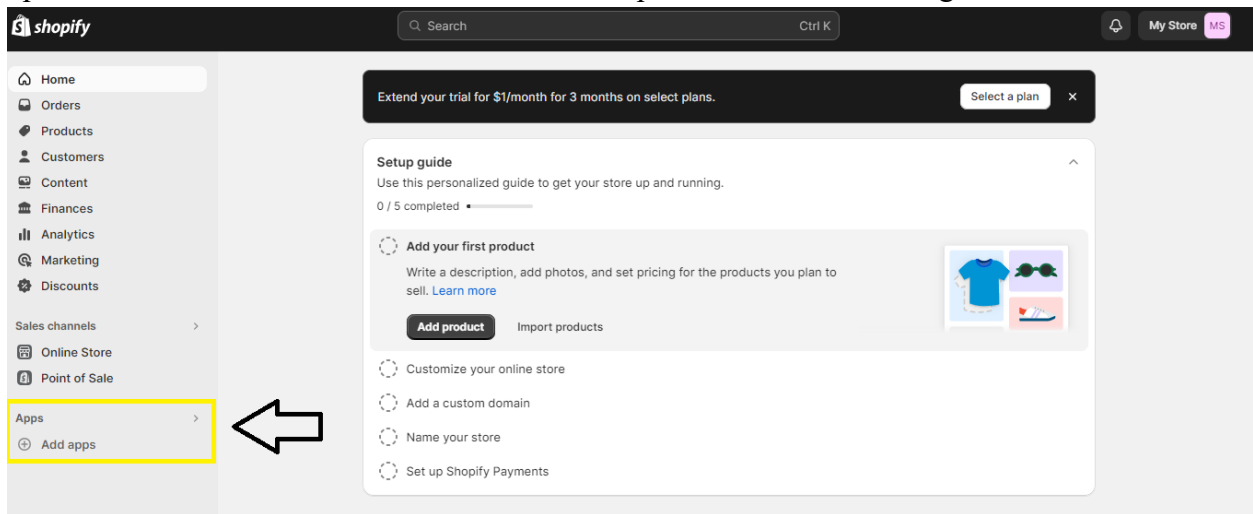 shopify
Search
Ctrl K
My Store
MS
Home
Orders
Products
Customers
Content
Finances
Analytics
Marketing
Discounts
Sales channels
Online Store
Point of Sale
Apps
Add apps
Extend your trial for $1/month for 3 months on select plans.
Select a plan
Setup guide
Use this personalized guide to get your store up and running.
0 / 5 completed
Add your first product
Write a description, add photos, and set pricing for the products you plan to
sell. Learn more
Add product
Import products
Customize your online store
Add a custom domain
Name your store
Set up Shopify Payments